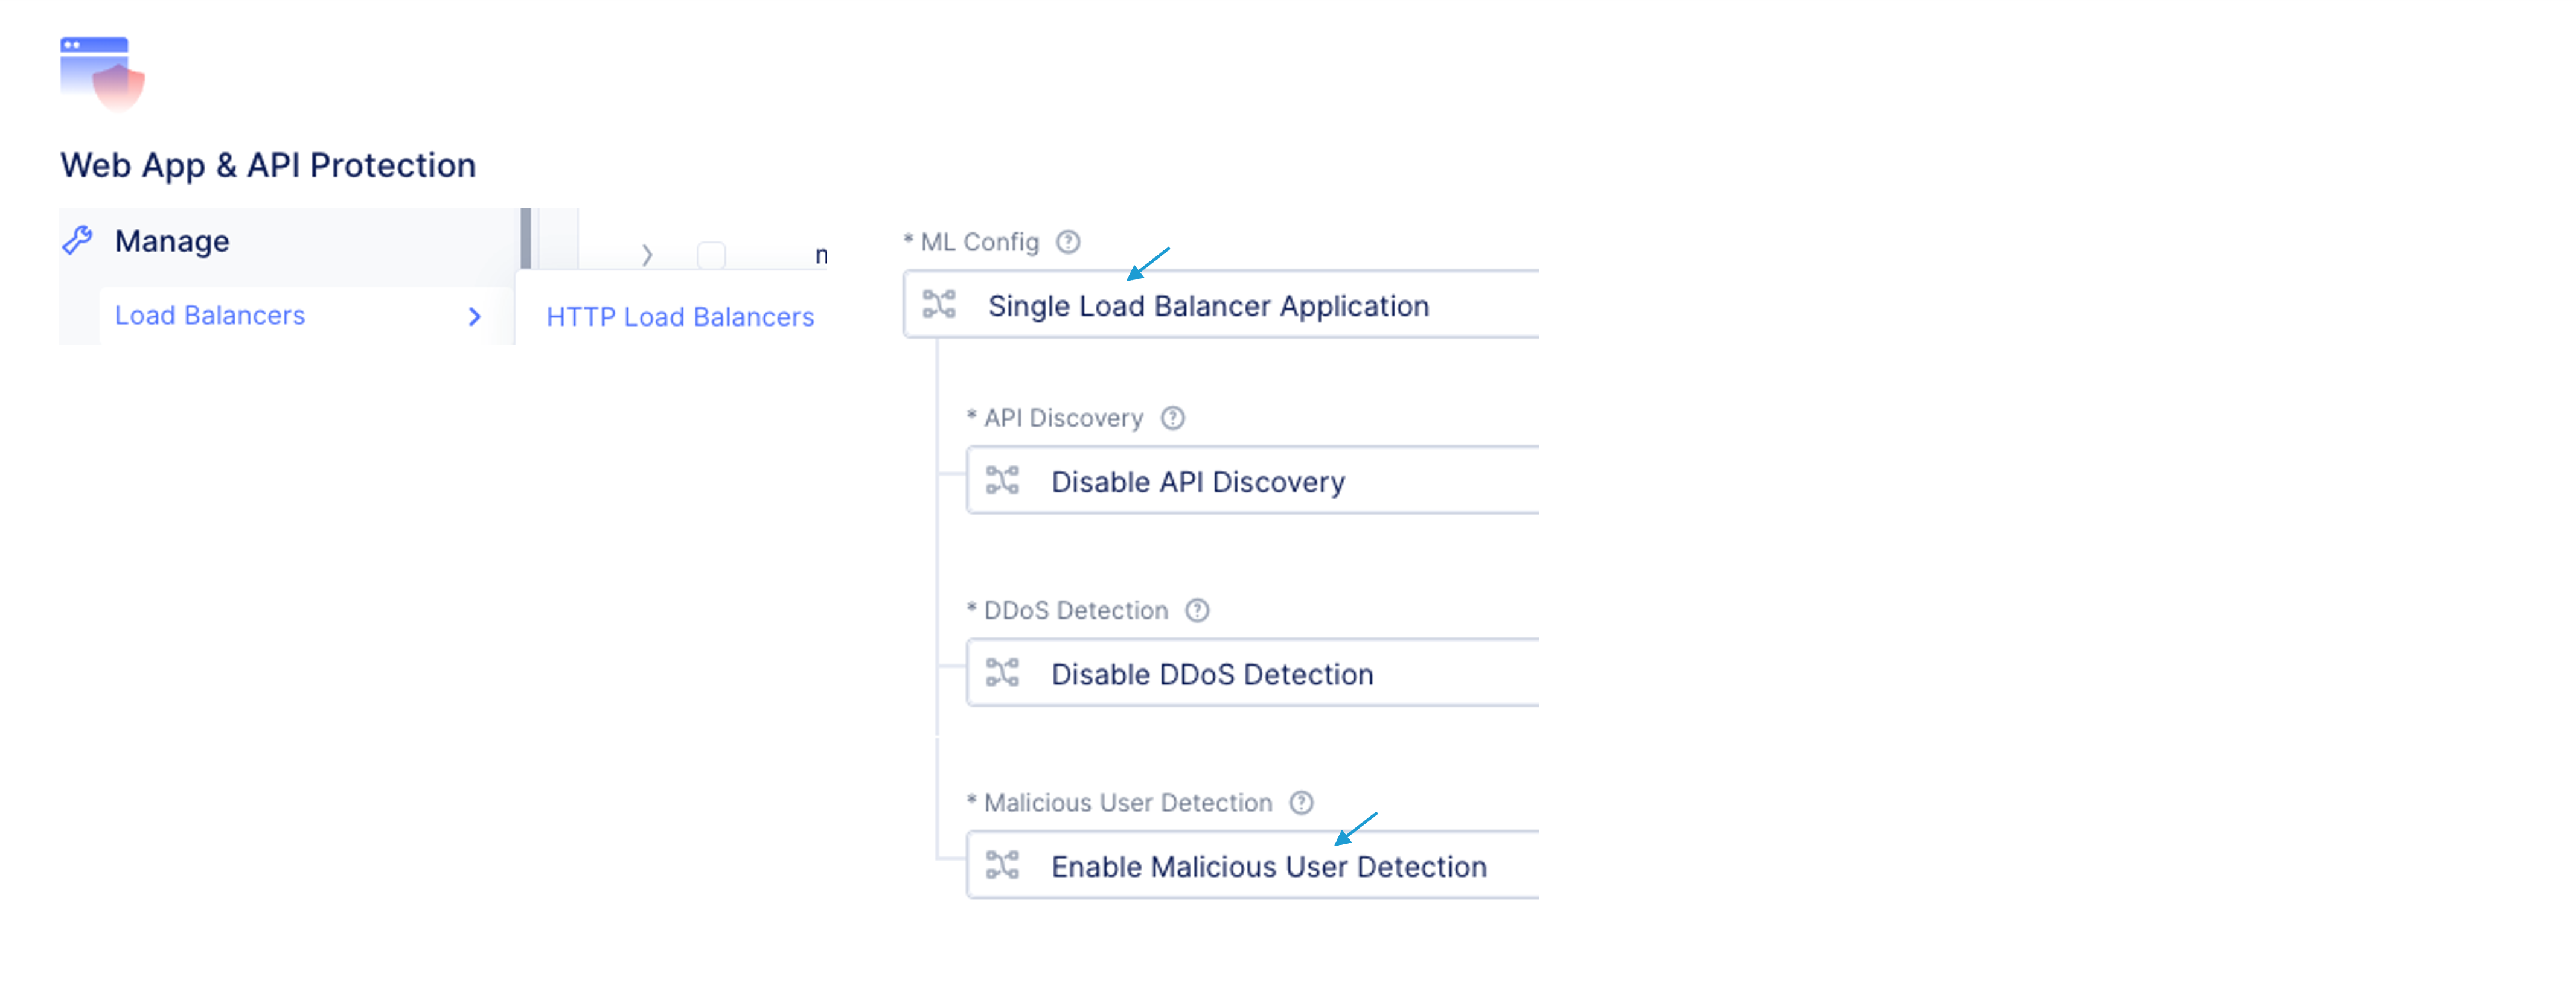 Web App & API Protection
Manage
n
Load Balancers
HTTP Load Balancers
* ML Config
Single Load Balancer Application
* API Discovery
Disable API Discovery
* DDoS Detection
Disable DDoS Detection
* Malicious User Detection
Enable Malicious User Detection